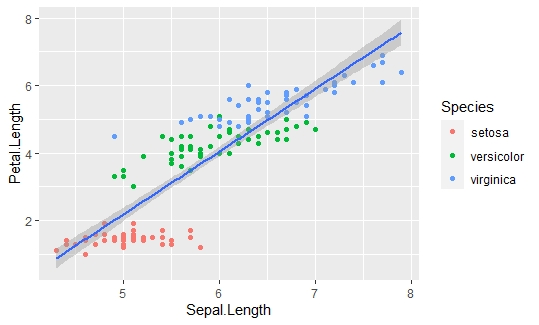 8
6
4
2
Petal.Length
5
6
7
8
Sepal.Length
Species
setosa
versicolor
virginica